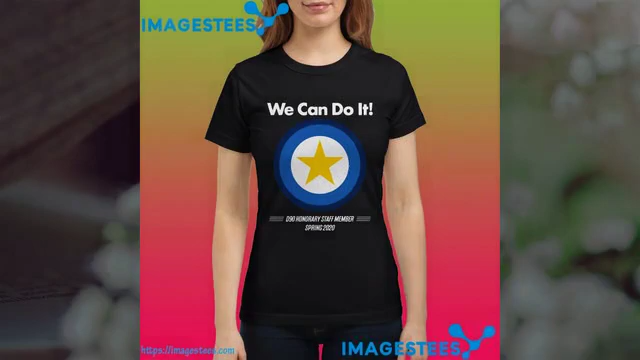 IMAGESTEES
We Can Do It!
D90 HONORARY STAFF MEMBER
SPRING 2020
IMAGESTEES
https://imagestees.com